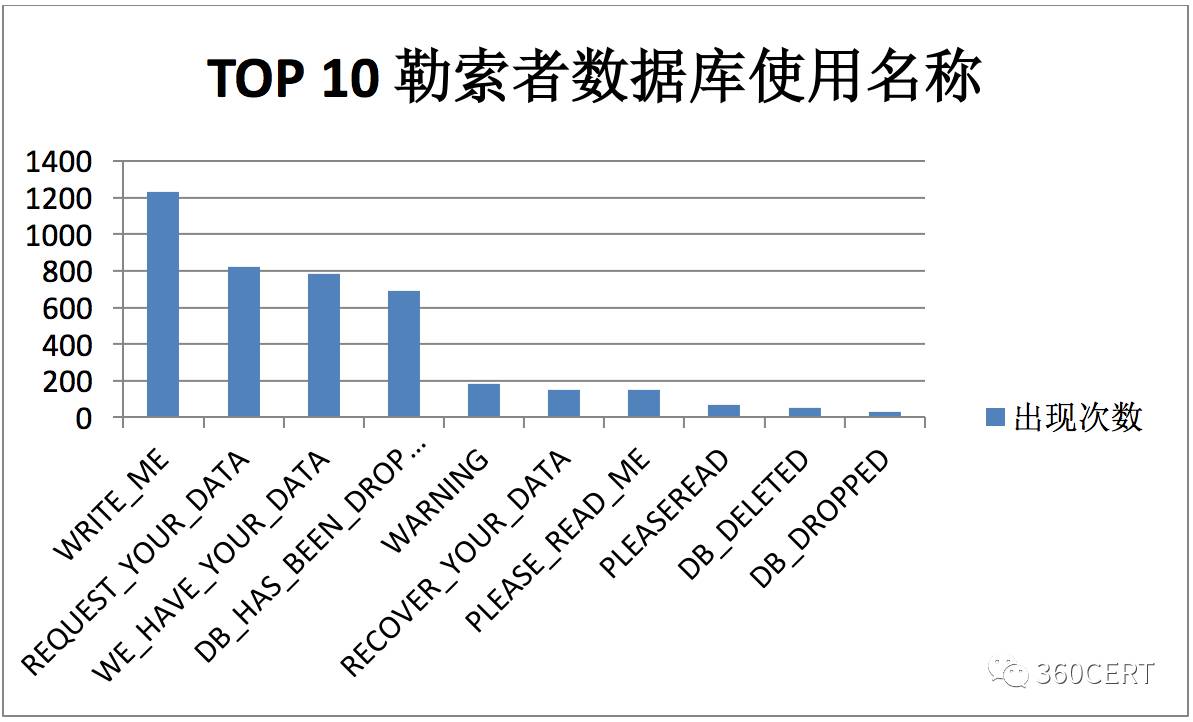 TOP 10 勒索者数据库使用名称
1400
1200
1000
800
600
400
200
0
WRITE_ME
REQUEST_YOUR_DATA
WE_HAVE_YOUR_DATA
DB_HAS_BEEN_DROP...
WARNING
RECOVER_YOUR_DATA
PLEASE_READ_ME
PLEASEREAD
DB_DELETED
DB_DROPPED
出现次数
360CERT